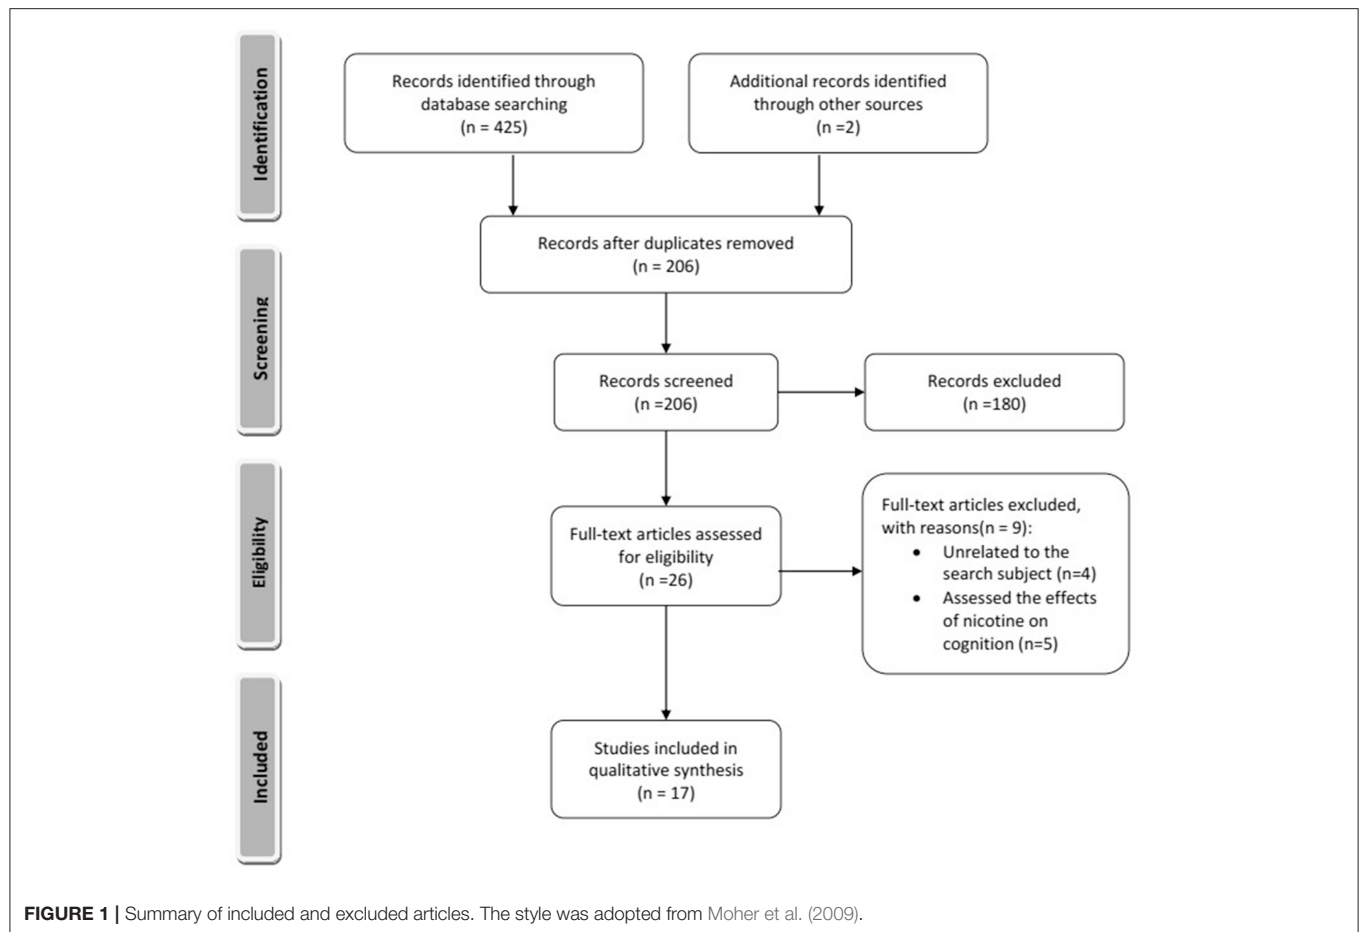 Identification
Records identified through
database searching
(n = 425)
Additional records identified
through other sources
(n =2)
Records after duplicates removed
(n = 206)
Screening
Records screened
(n =206)
Records excluded
(n =180)
Eligibility
Full-text articles assessed
for eligibility
(n =26)
Full-text articles excluded,
with reasons(n = 9):
• Unrelated to the
search subject (n=4)
• Assessed the effects
of nicotine on
cognition (n=5)
Included
Studies included in
qualitative synthesis
(n = 17)
FIGURE 1 | Summary of included and excluded articles. The style was adopted from Moher et al. (2009).